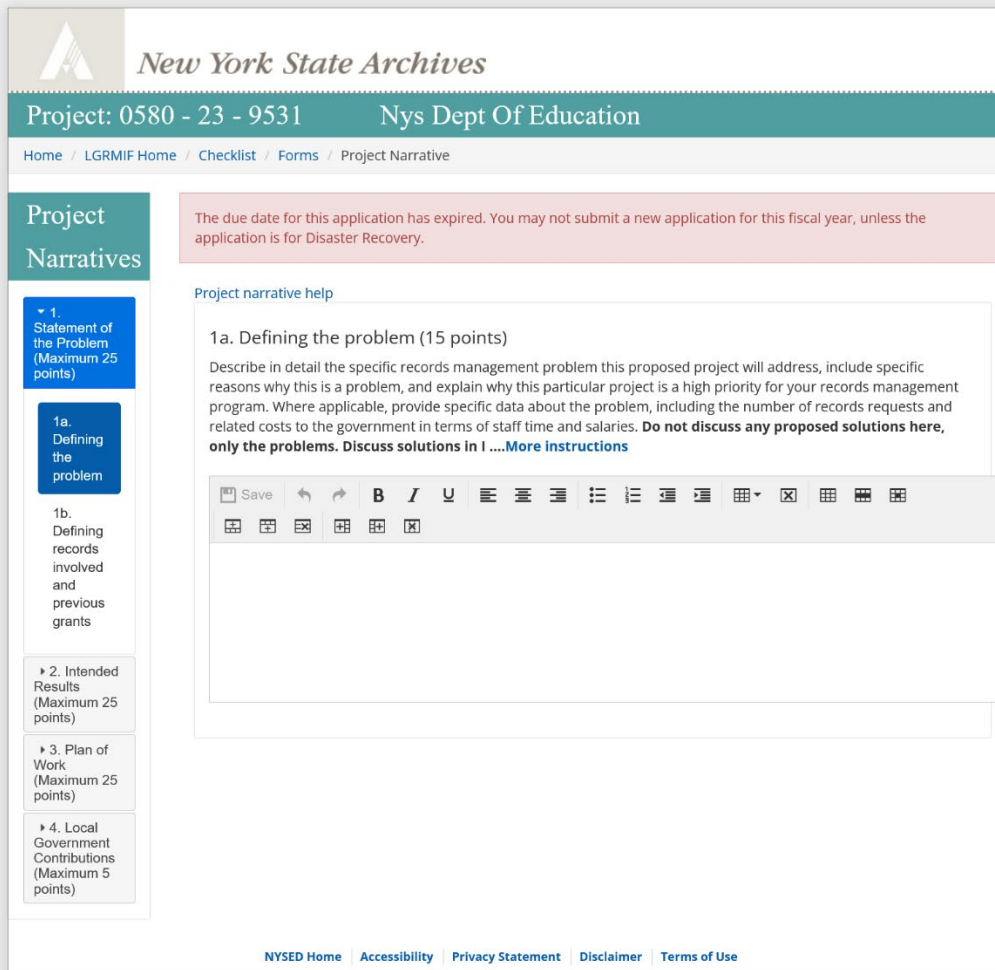 New York State Archives
Project: 0580 - 23 - 9531 Nys Dept Of Education
Home / LGRMIF Home / Checklist / Forms / Project Narrative
Project
Narratives
1.
Statement of
the Problem
(Maximum 25
points)
1a.
Defining
the
problem
1b.
Defining
records
involved
and
previous
grants
2. Intended
Results
(Maximum 25
points)
3. Plan of
Work
(Maximum 25
points)
4. Local
Government
Contributions
(Maximum 5
points)
The due date for this application has expired. You may not submit a new application for this fiscal year, unless the
application is for Disaster Recovery.
Project narrative help
1a. Defining the problem (15 points)
Describe in detail the specific records management problem this proposed project will address, include specific
reasons why this is a problem, and explain why this particular project is a high priority for your records management
program. Where applicable, provide specific data about the problem, including the number of records requests and
related costs to the government in terms of staff time and salaries. Do not discuss any proposed solutions here,
only the problems. Discuss solutions in I ....More instructions
Save B I U
NYSED Home | Accessibility | Privacy Statement | Disclaimer | Terms of Use